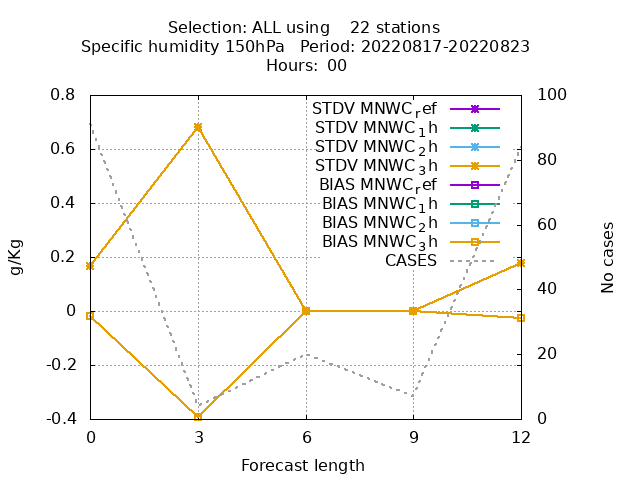 Selection: ALL using    22 stations
Specific humidity 150hPa   Period: 20220817-20220823
Hours:  00
STDV MNWC_ref
STDV MNWC_1h
STDV MNWC_2h
STDV MNWC_3h
BIAS MNWC_ref
BIAS MNWC_1h
BIAS MNWC_2h
BIAS MNWC_3h
CASES
0.8
0.6
0.4
0.2
0
-0.2
-0.4
g/Kg
100
80
60
40
20
0
No cases
0 3 6 9 12
Forecast length